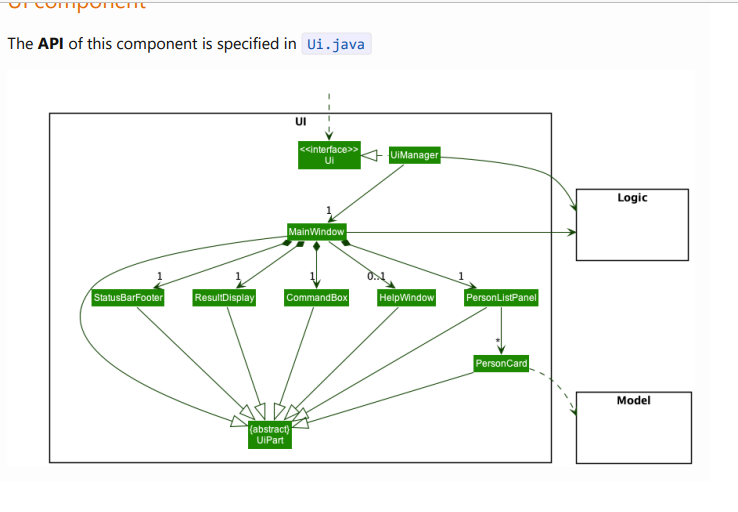 UI component
The API of this component is specified in Ui.java
UI
<<interface>>
Ui
UiManager
Logic
1
MainWindow
1
1
1
0..1
1
StatusBarFooter
ResultDisplay
CommandBox
HelpWindow
PersonListPanel
*
PersonCard
Model
{abstract}
UiPart